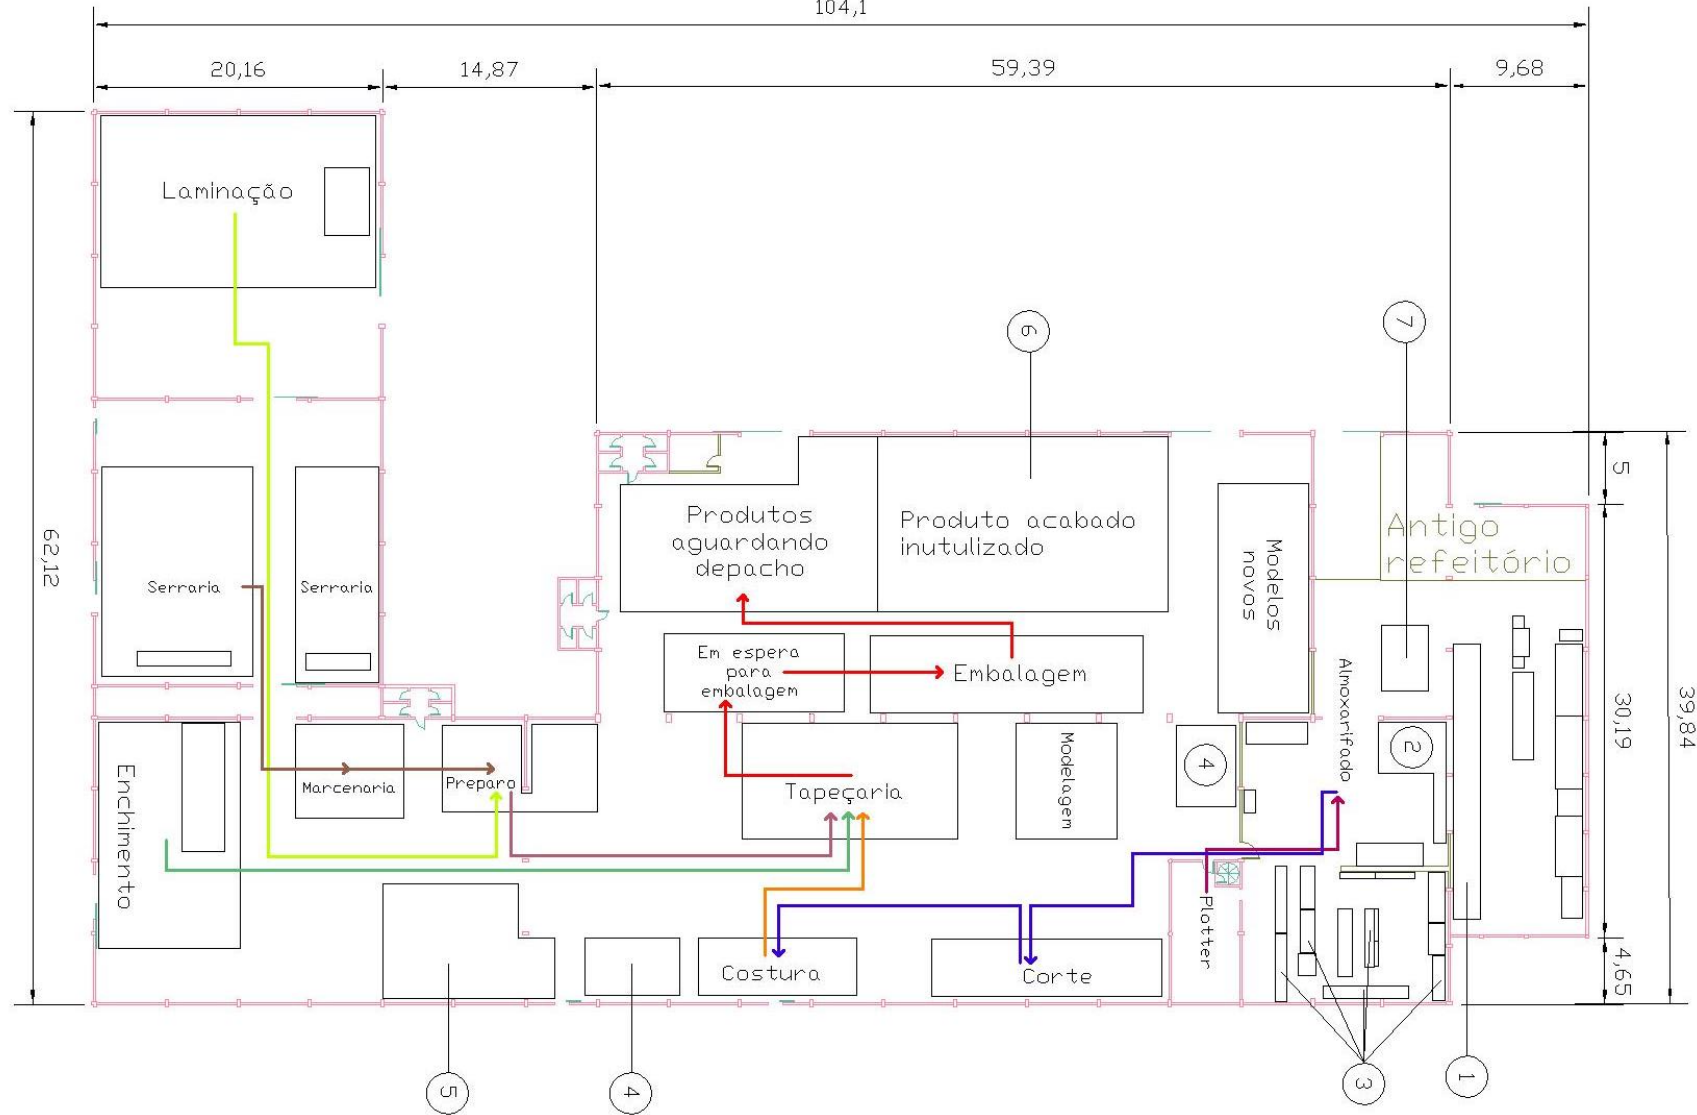 104,1
20,16
14,87
59,39
9,68
Laminação
62,12
6
7
5
30,19
4,65
39,84
Produtos
aguardando
depacho
Produto acabado
inutulizado
Modelos
novos
Antigo
refeitório
Serraria
Serraria
Em espera
para
embalagem
Embalagem
Almoxarifado
Enchimento
Marcenaria
Preparo
Tapeçaria
Modelagem
4
2
Plotter
Costura
Corte
5
4
3
1